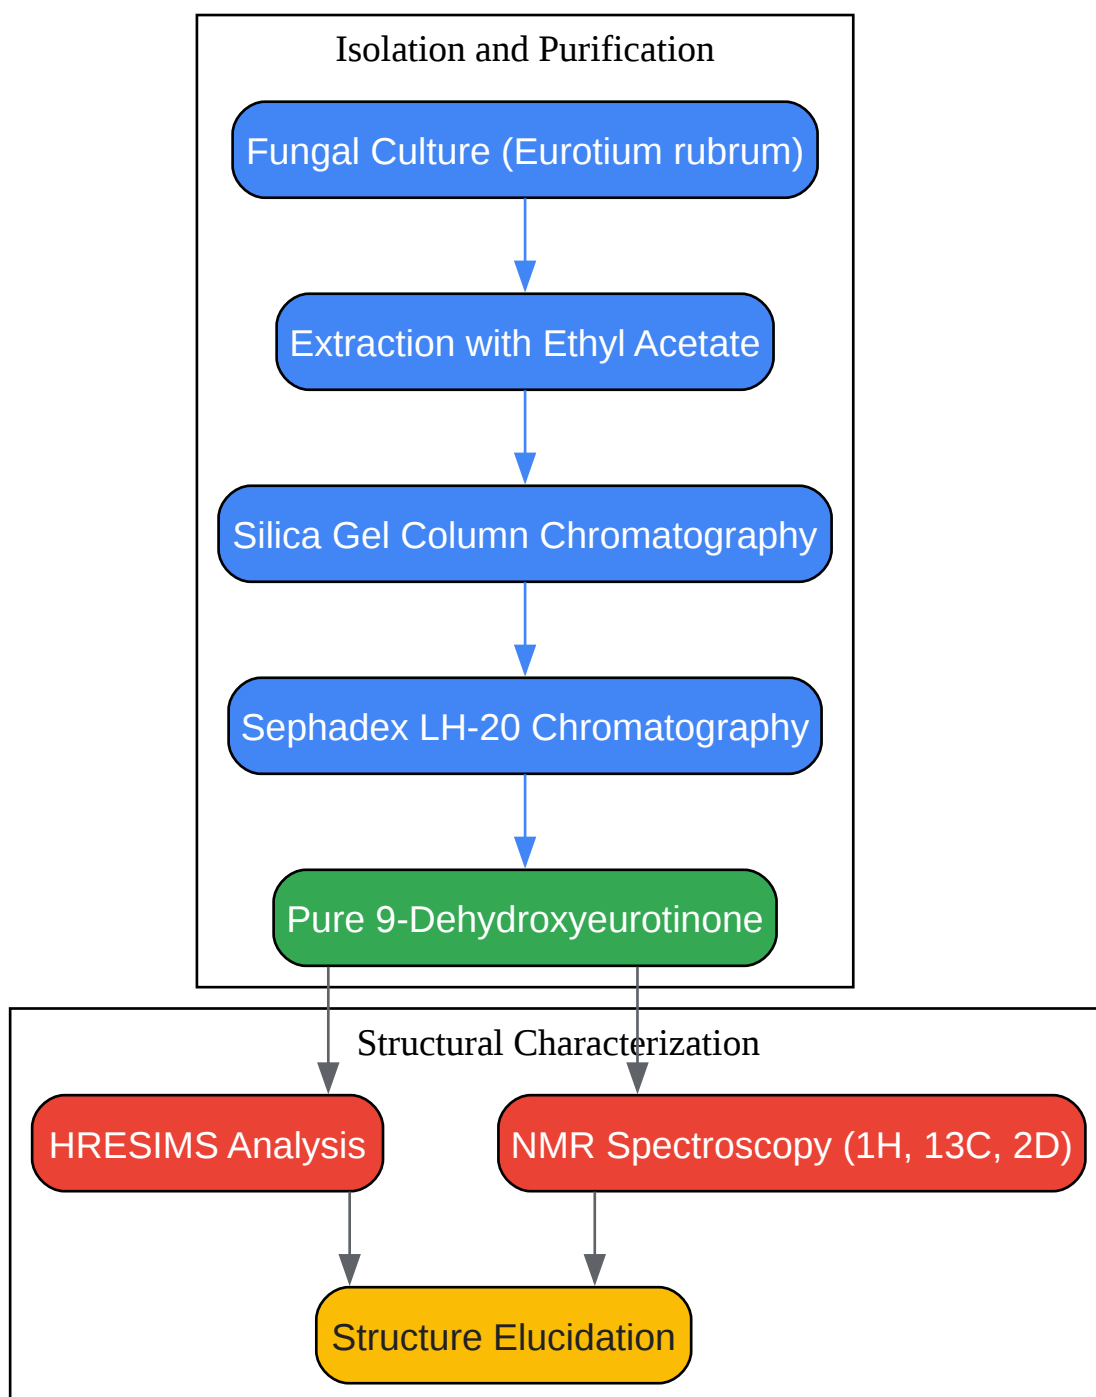 Isolation and Purification
Fungal Culture (Eurotium rubrum)
Extraction with Ethyl Acetate
Silica Gel Column Chromatography
Sephadex LH-20 Chromatography
Pure 9-Dehydroxyeurotinone
Structural Characterization
HRESIMS Analysis
NMR Spectroscopy (1H, 13C, 2D)
Structure Elucidation